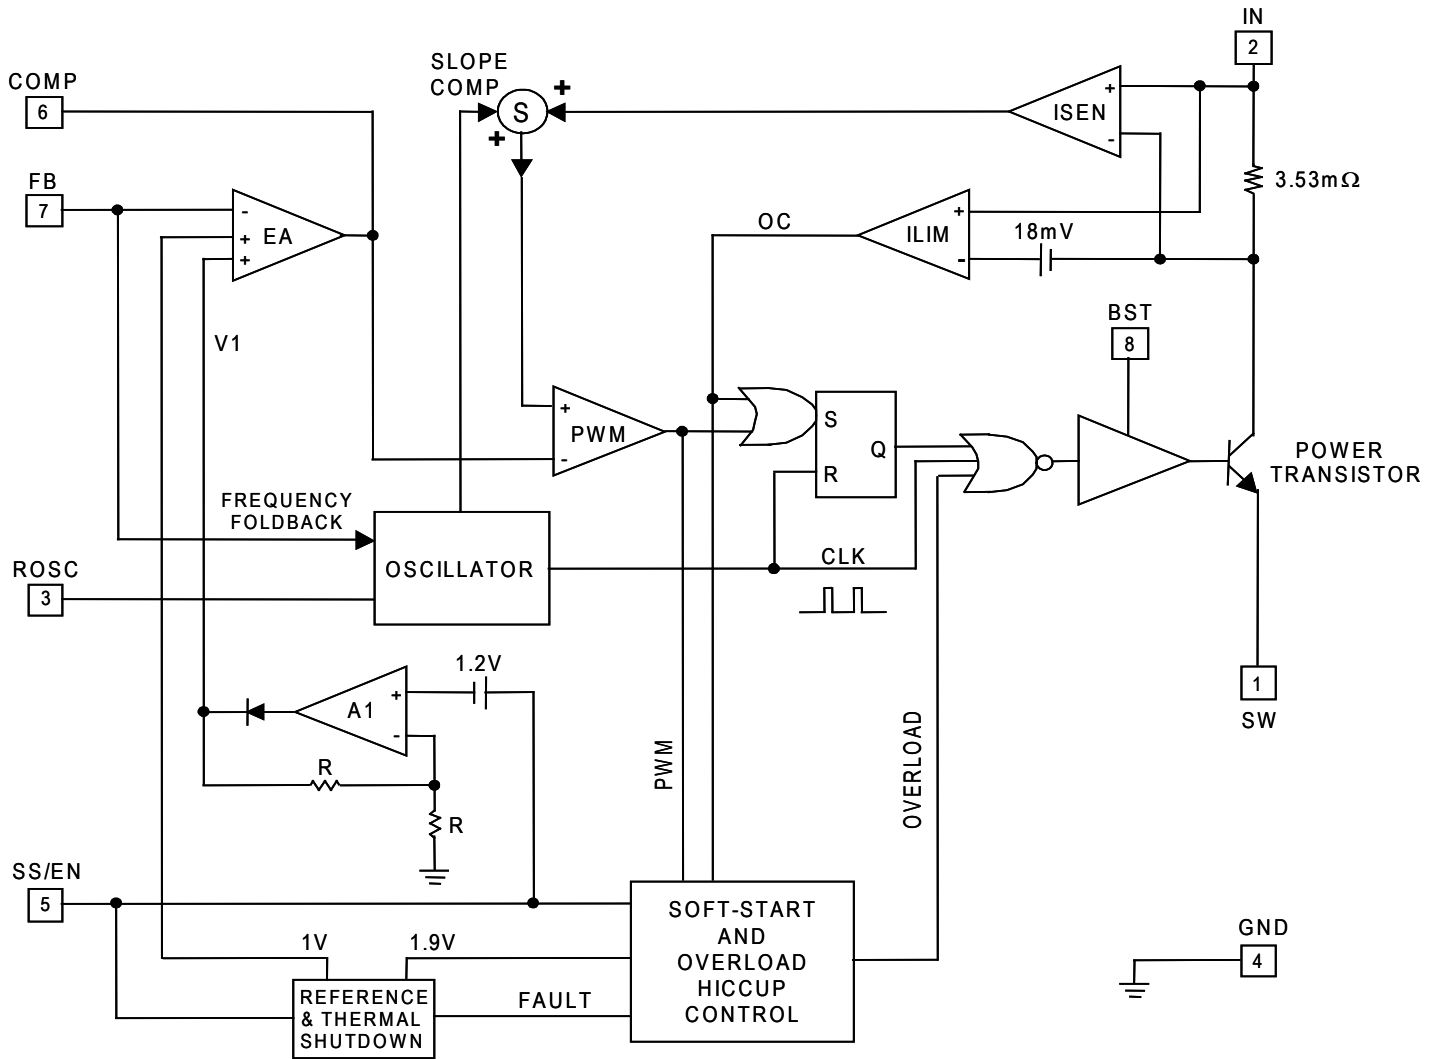 IN
2
SLOPE
COMP
+
S
+
COMP
6
ISEN
+
-
3.53mΩ
FB
7
-
+
+
EA
OC
ILIM
+
-
18mV
V1
BST
8
+
-
PWM
S
Q
R
POWER
TRANSISTOR
FREQUENCY
FOLDBACK
OSCILLATOR
CLK
ROSC
3
1.2V
A1
+
-
R
R
1
SW
PWM
OVERLOAD
SS/EN
5
SOFT-START
AND
OVERLOAD
HICCUP
CONTROL
1V
1.9V
GND
4
REFERENCE
& THERMAL
SHUTDOWN
FAULT